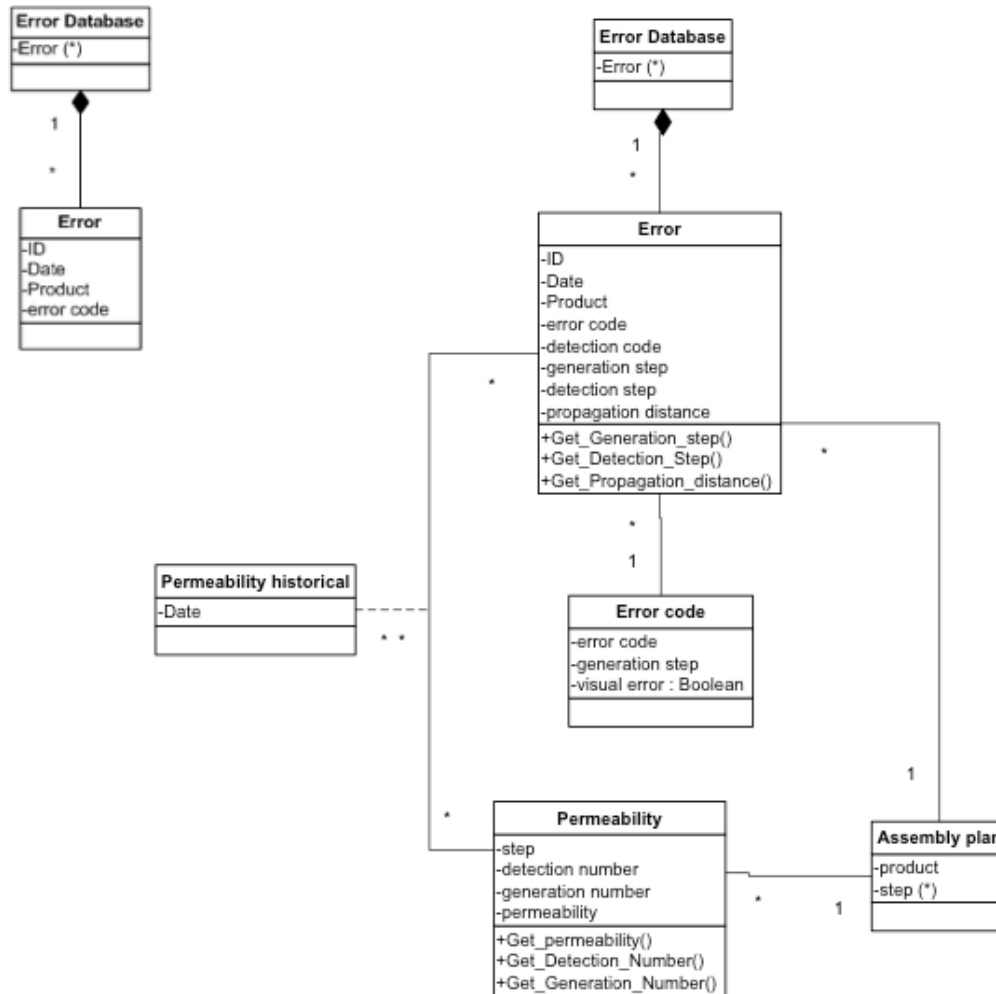 Error Database
-Error (*)
1
*
Error
-ID
-Date
-Product
-error code
Error Database
-Error (*)
1
*
Error
-ID
-Date
-Product
-error code
-detection code
-generation step
-detection step
-propagation distance
+Get_Generation_step()
+Get_Detection_Step()
+Get_Propagation_distance()
*
*
*
1
Permeability historical
-Date
* *
Error code
-error code
-generation step
-visual error : Boolean
1
*
Permeability
-step
-detection number
-generation number
-permeability
+Get_permeability()
+Get_Detection_Number()
+Get_Generation_Number()
*
1
Assembly plan
-product
-step (*)